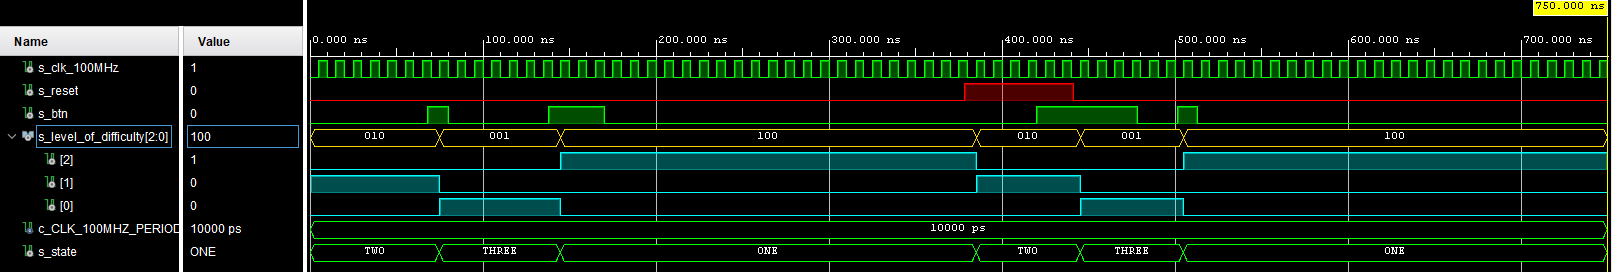 750.000 ns
Name Value
0.000 ns 100.000 ns 200.000 ns 300.000 ns 400.000 ns 500.000 ns 600.000 ns 700.000 ns
s_clk_100MHz 1
s_reset 0
s_btn 0
s_level_of_difficulty[2:0] 100 010 001 100 010 001 100
[2] 1
[1] 0
[0] 0
c_CLK_100MHZ_PERIOD 10000 ps 10000 ps
s_state ONE TWO THREE ONE TWO THREE ONE